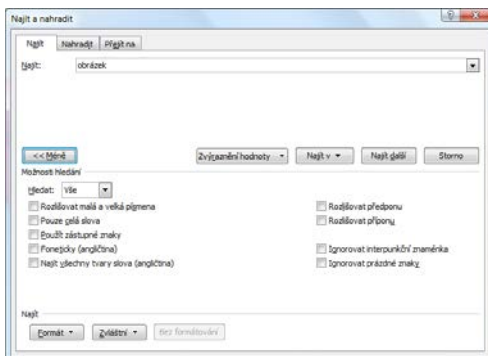 Najít a nahradit
Najít Nahradit Přejít na
Najít: obrázek
<< Méně Zvýraznění hodnoty Najít v Najít další Storno
Možnosti hledání
Hledat: Vše
Rozlišovat malá a velká písmena Rozlišovat předponu
Pouze celá slova Rozlišovat příponu
Použít zástupné znaky
Foneticky (angličtina) Ignorovat interpunkční znaménka
Najít všechny tvary slova (angličtina) Ignorovat prázdné znaky
Najít
Formát Zvláštní Bez formátování